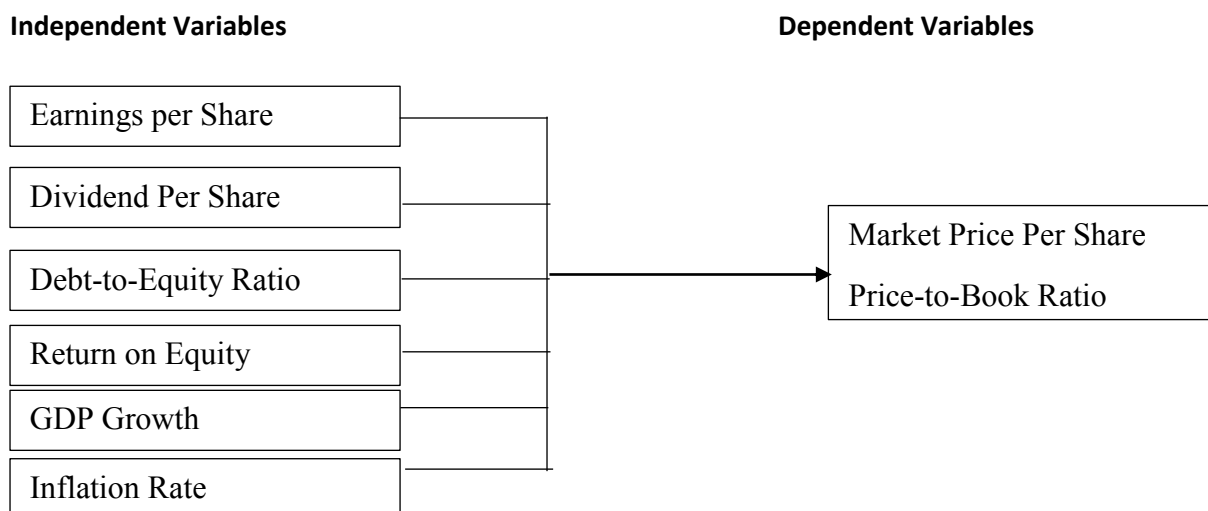 Independent Variables
Dependent Variables
Earnings per Share
Dividend Per Share
Debt-to-Equity Ratio
Return on Equity
GDP Growth
Inflation Rate
Market Price Per Share
Price-to-Book Ratio